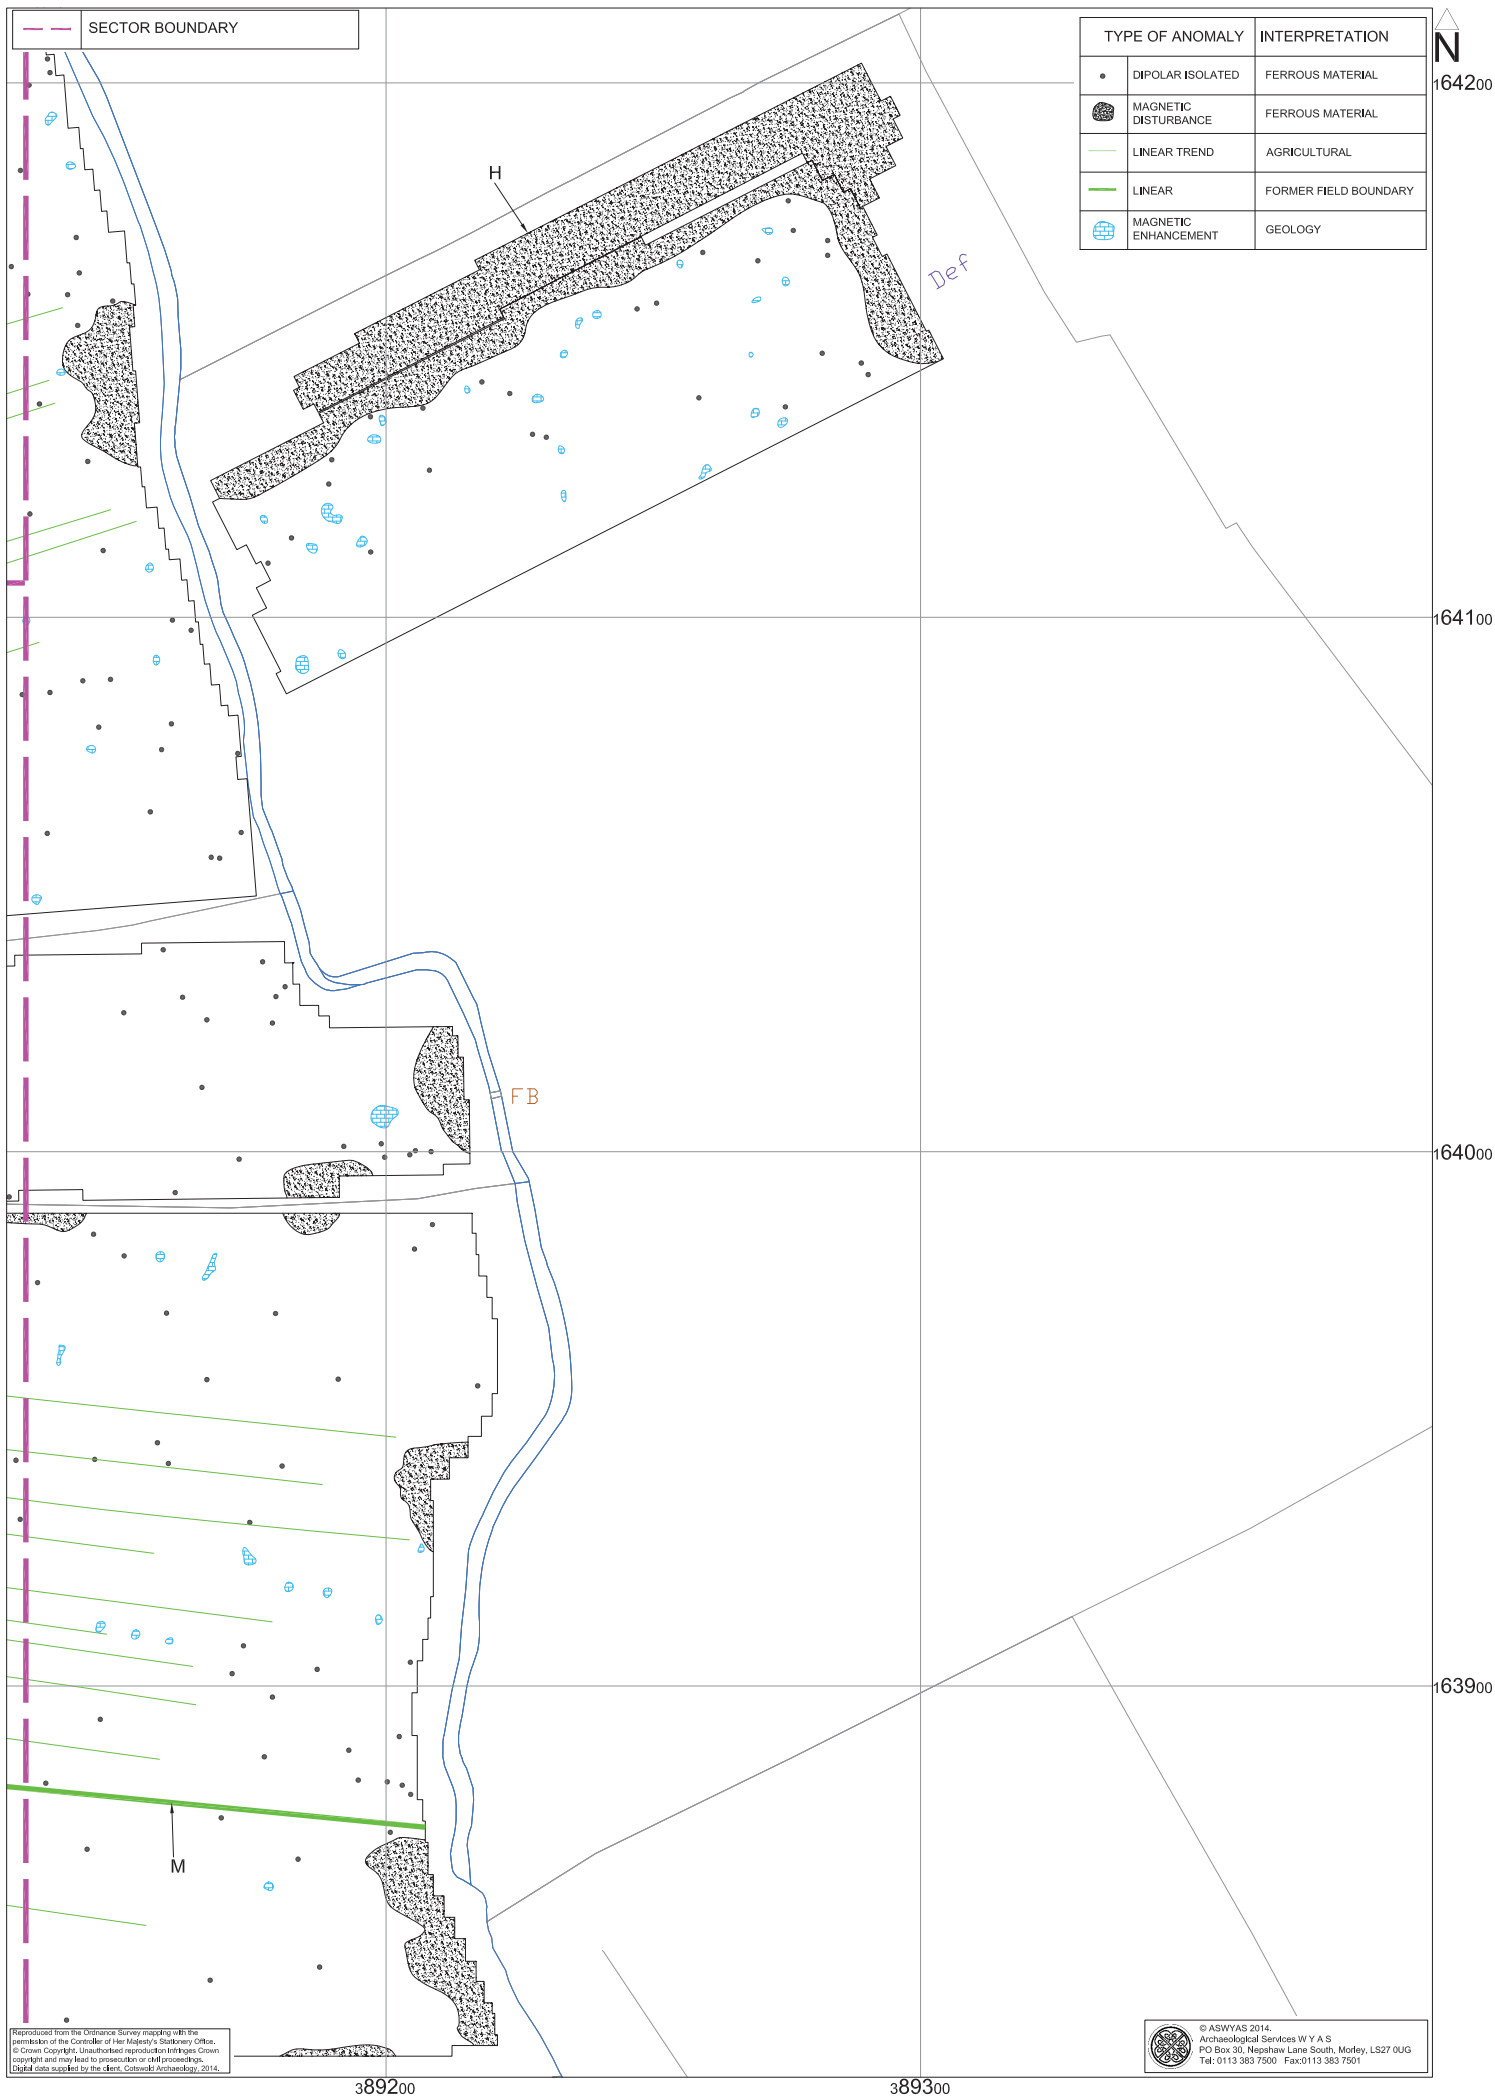 SECTOR BOUNDARY
TYPE OF ANOMALY INTERPRETATION
DIPOLAR ISOLATED FERROUS MATERIAL
MAGNETIC DISTURBANCE FERROUS MATERIAL
LINEAR TREND AGRICULTURAL
LINEAR FORMER FIELD BOUNDARY
MAGNETIC ENHANCEMENT GEOLOGY
N
164200
H
Def
164100
FB
164000
163900
M
Reproduced from the Ordnance Survey mapping with the
permission of the Controller of Her Majesty's Stationery Office.
© Crown Copyright. Unauthorised reproduction infringes Crown
copyright and may lead to prosecution or civil proceedings.
Digital data supplied by the client, Cotswold Archaeology, 2014.
© ASWYAS 2014.
Archaeological Services W Y A S
PO Box 30, Nepshaw Lane South, Morley, LS27 0UG
Tel: 0113 383 7500 Fax:0113 383 7501
389200
389300